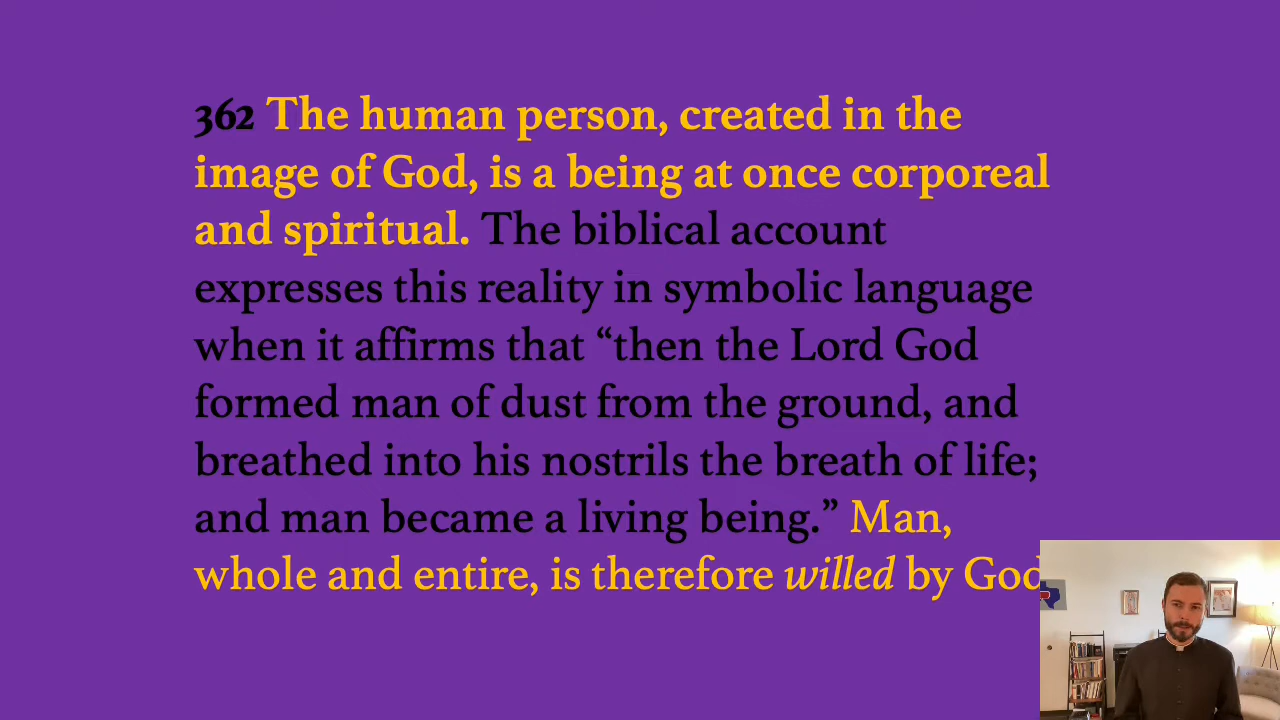 362 The human person, created in the
image of God, is a being at once corporeal
and spiritual. The biblical account
expresses this reality in symbolic language
when it affirms that “then the Lord God
formed man of dust from the ground, and
breathed into his nostrils the breath of life;
and man became a living being.” Man,
whole and entire, is therefore willed by God